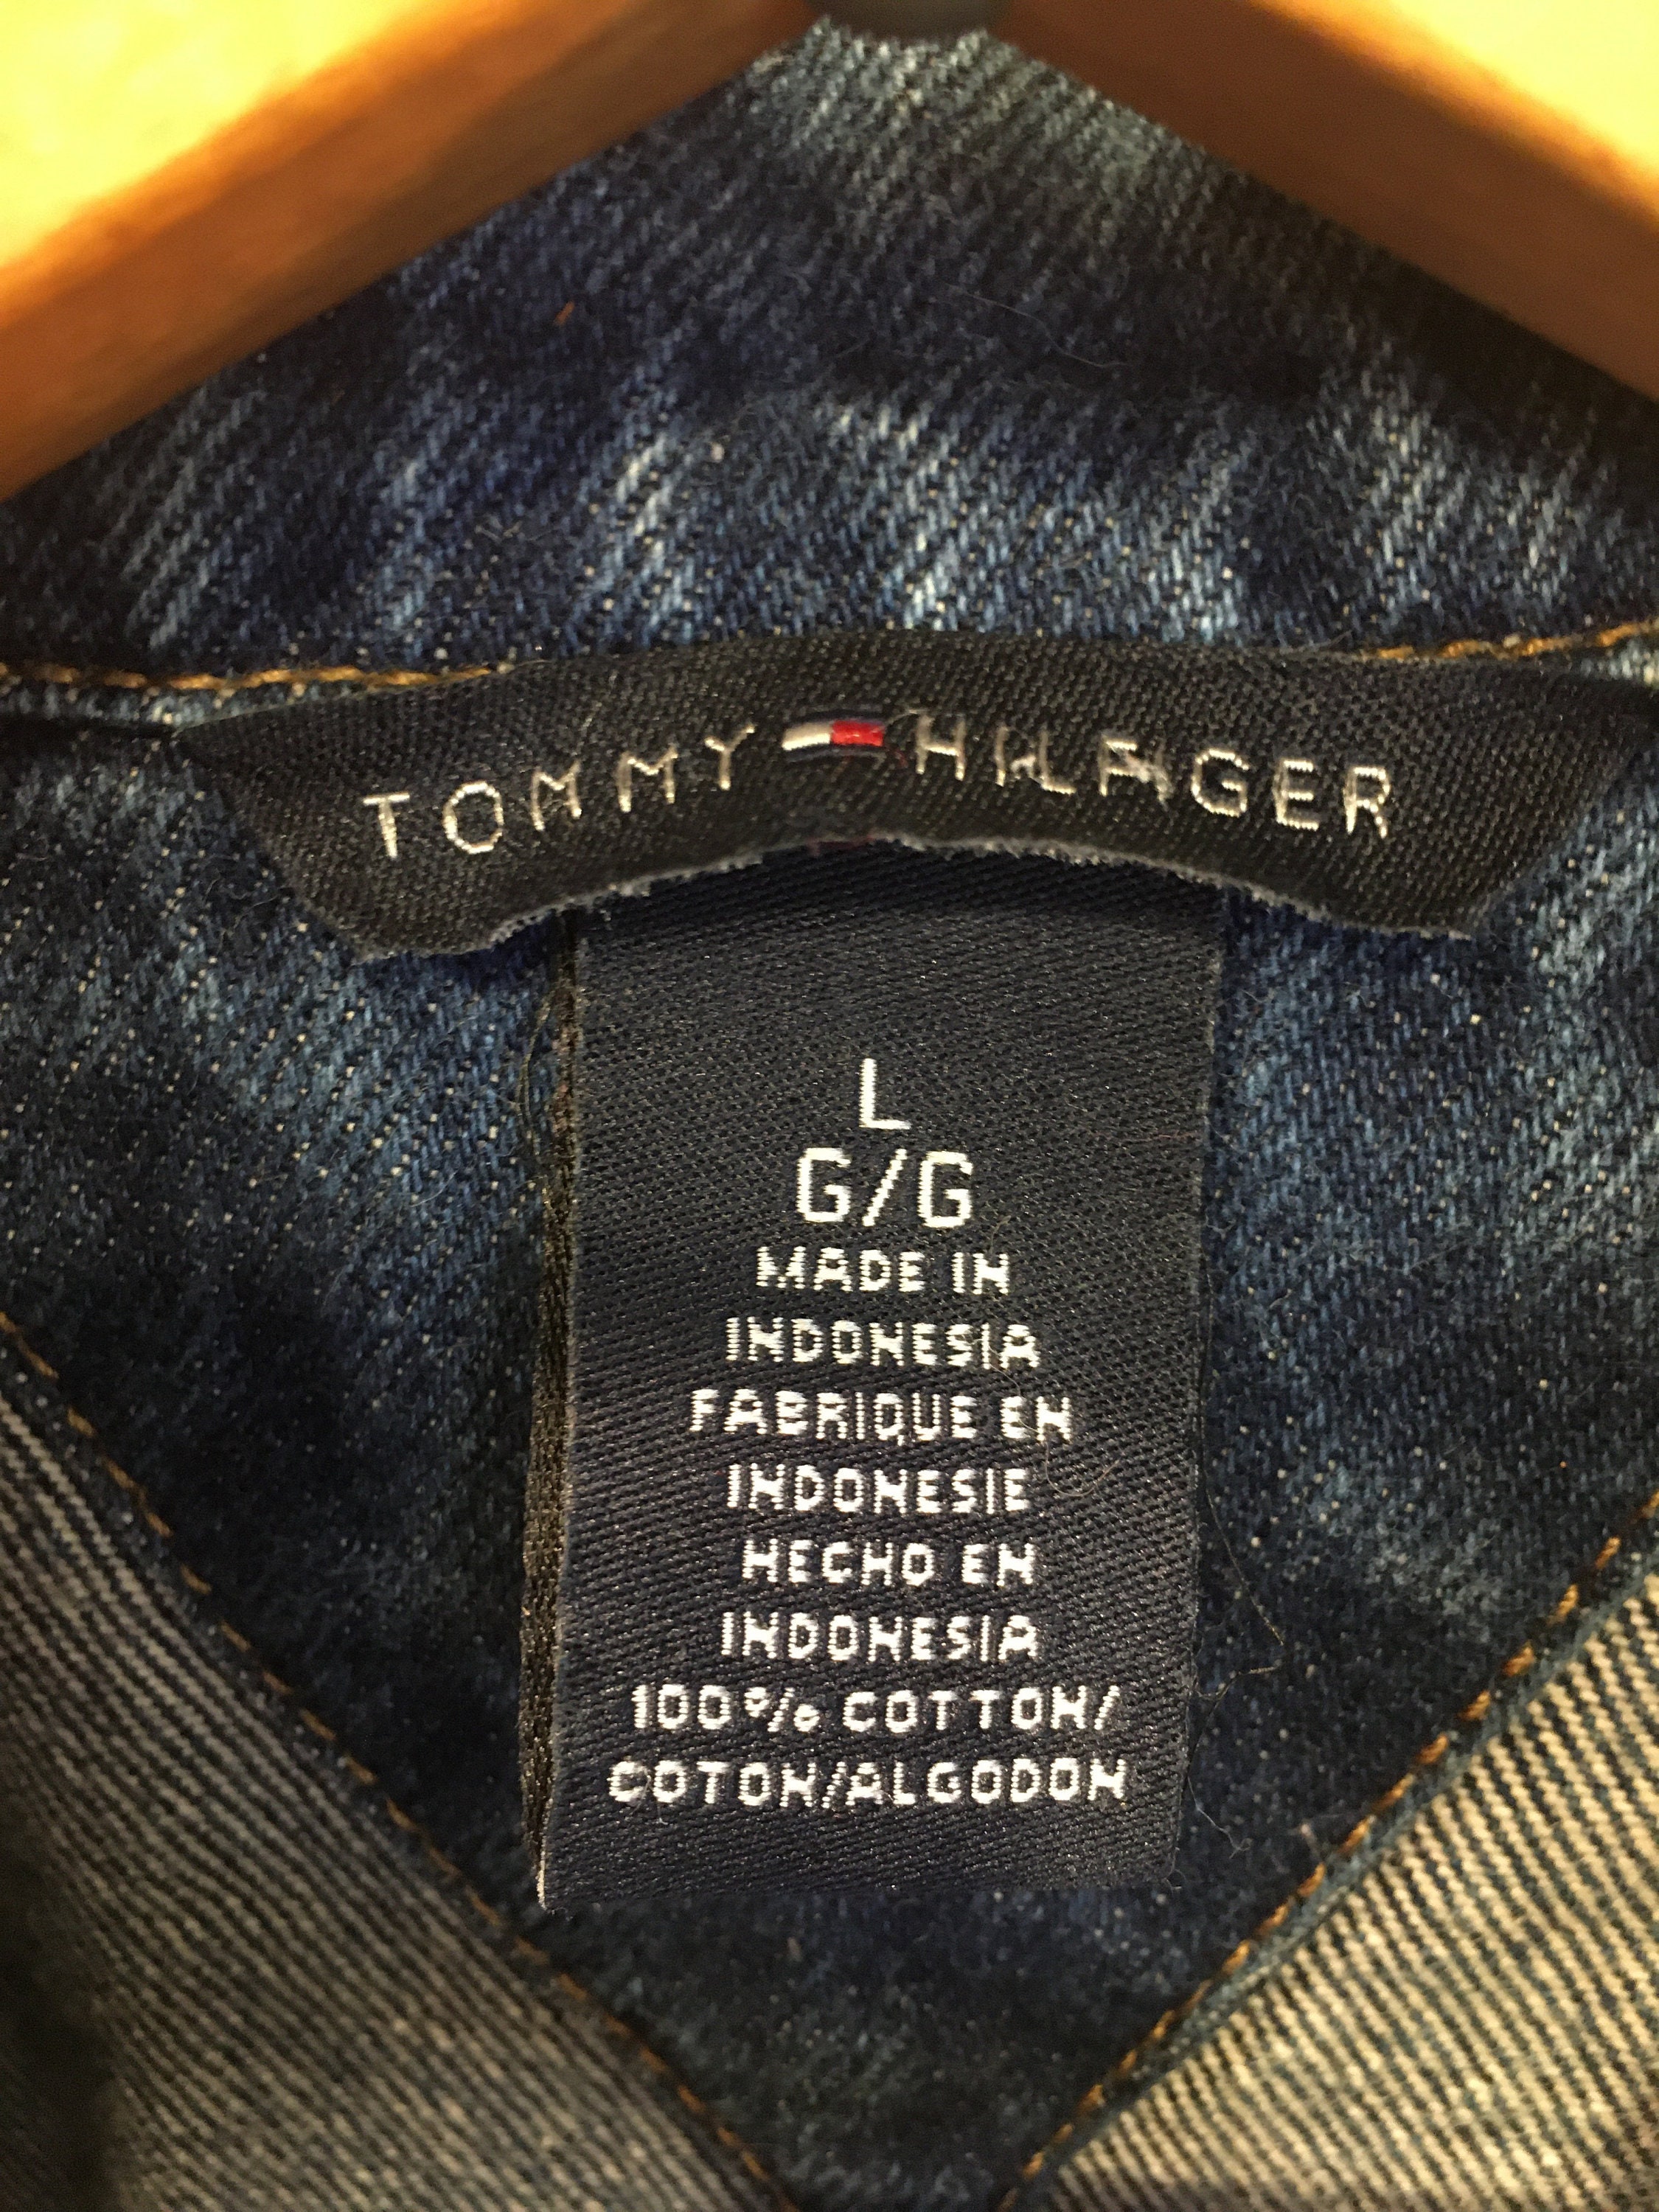 TOMMY HILFIGER
L
G/G
MADE IN
INDONESIA
FABRIQUE EN
INDONESIE
HECHO EN
INDONESIA
100% COTTON/
COTON/ALGODON